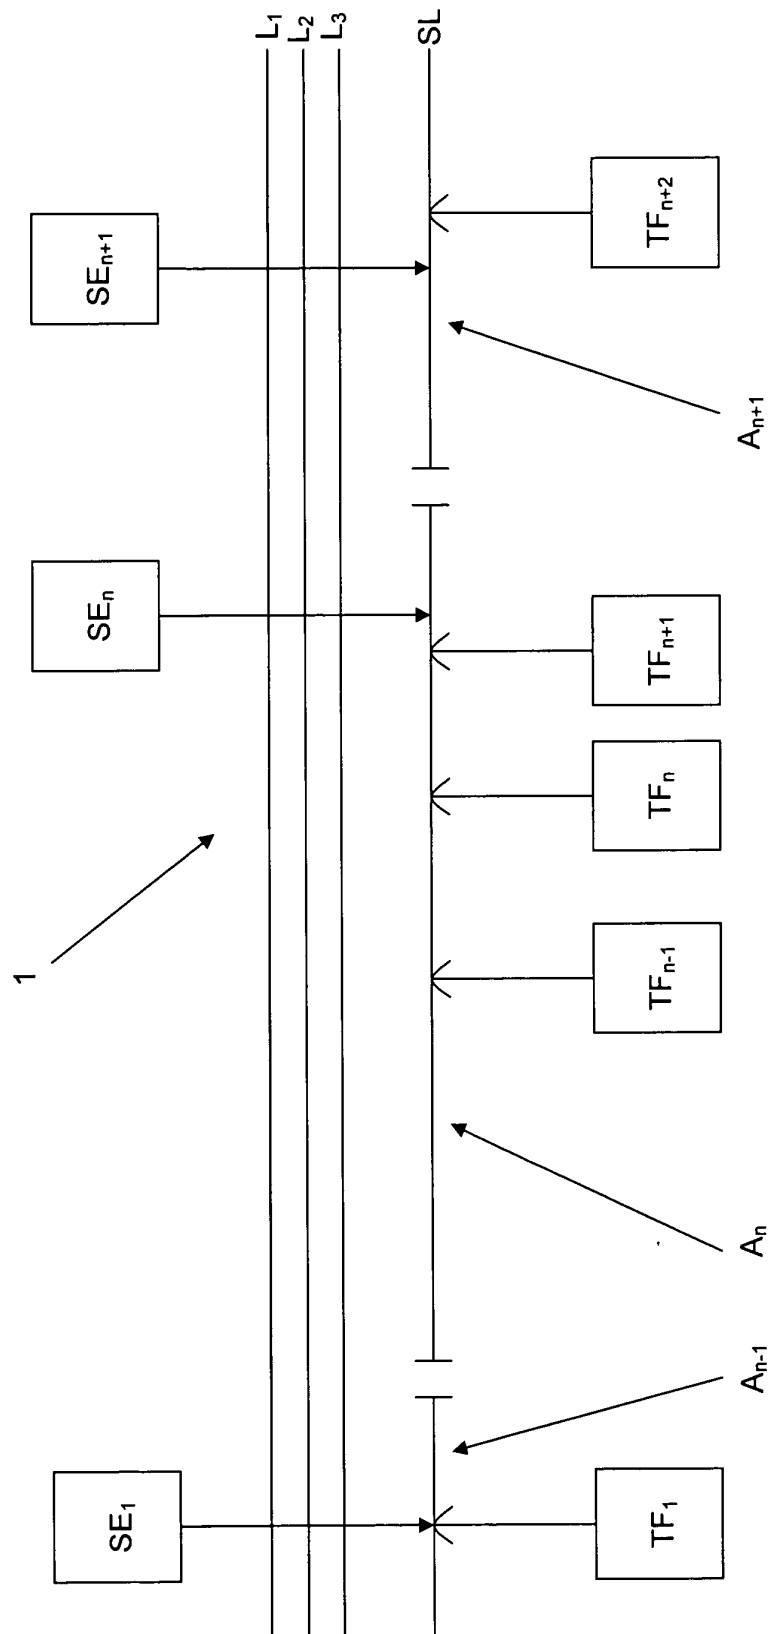 SE₁
SEₙ
SEₙ₊₁
1
L₁
L₂
L₃
SL
Aₙ₋₁
Aₙ
Aₙ₊₁
TF₁
TFₙ₋₁
TFₙ
TFₙ₊₁
TFₙ₊₂